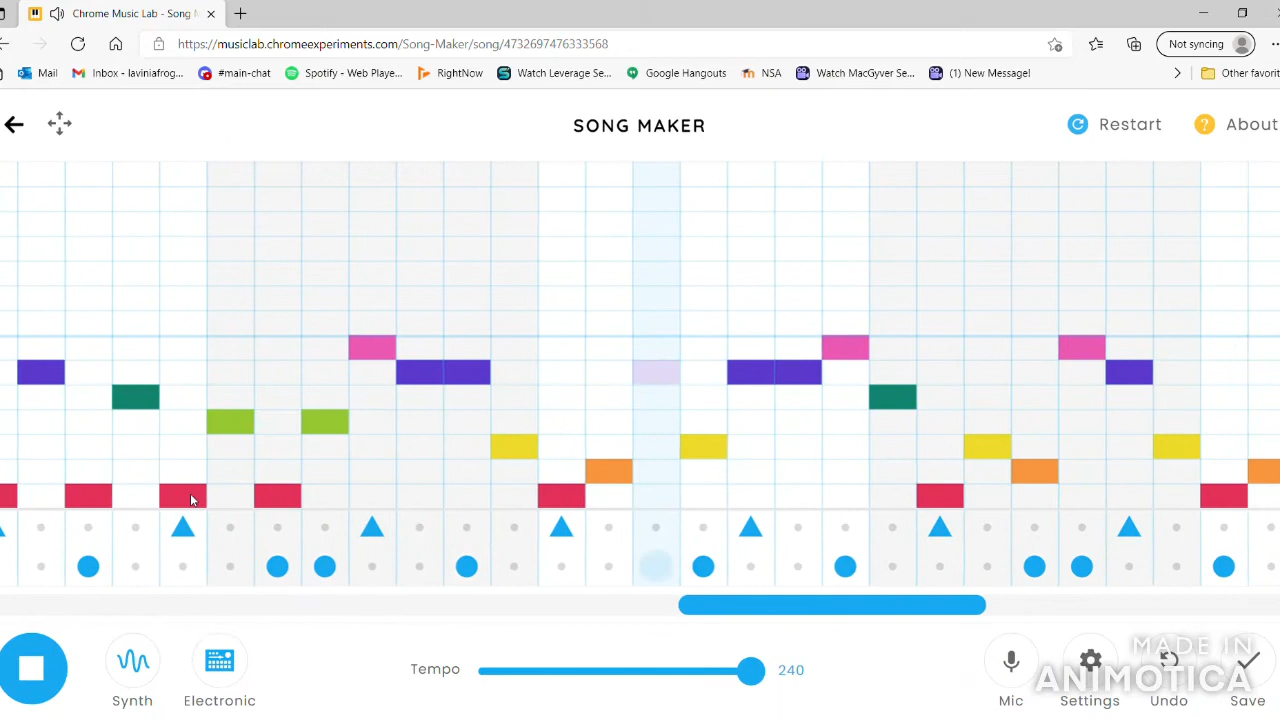 Chrome Music Lab - Song M
https://musiclab.chromeexperiments.com/Song-Maker/song/4732697476333568
Not syncing
Mail
Inbox - laviniafrog...
#main-chat
Spotify - Web Playe...
RightNow
Watch Leverage Se...
Google Hangouts
NSA
Watch MacGyver Se...
(1) New Message!
Other favorit
SONG MAKER
Restart
? About
Synth
Electronic
Tempo
240
Mic
Settings
Undo
Save
MADE IN
ANIMOTICA